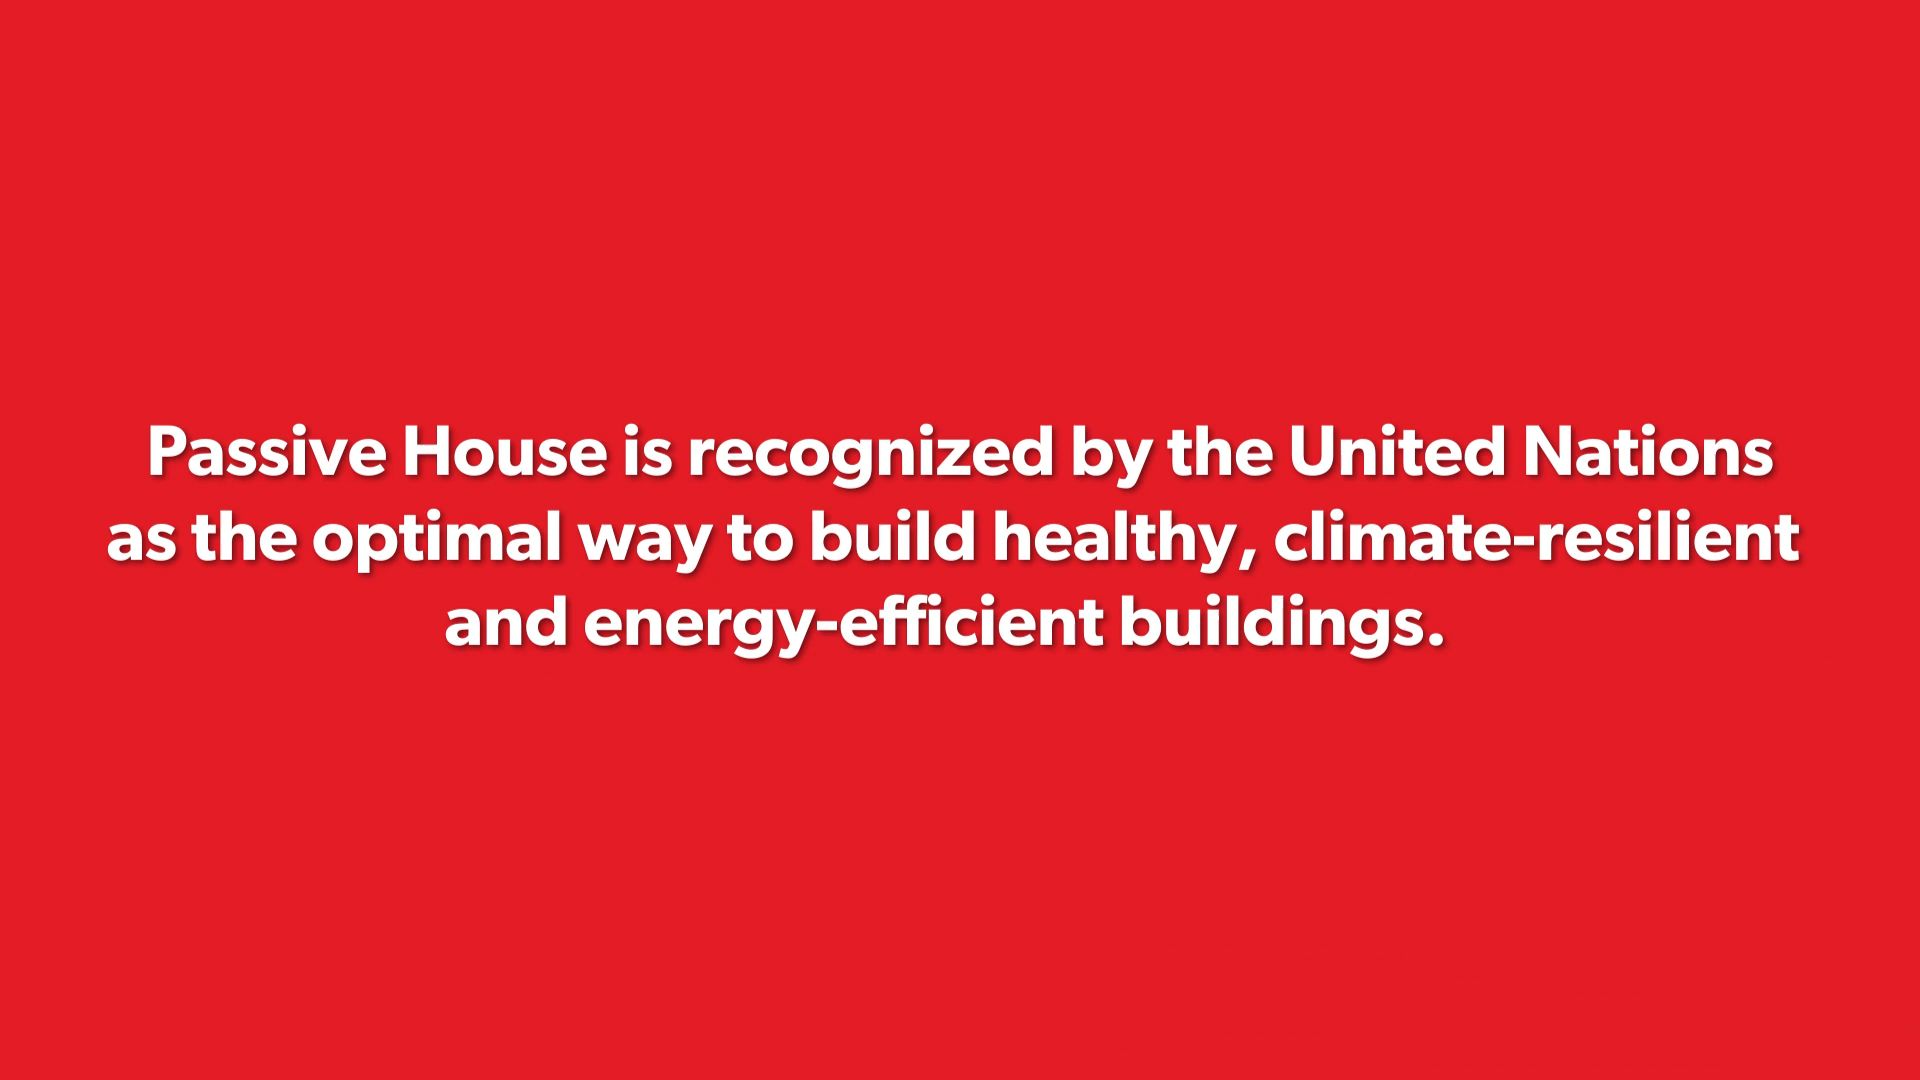 Passive House is recognized by the United Nations
as the optimal way to build healthy, climate-resilient
and energy-efficient buildings.